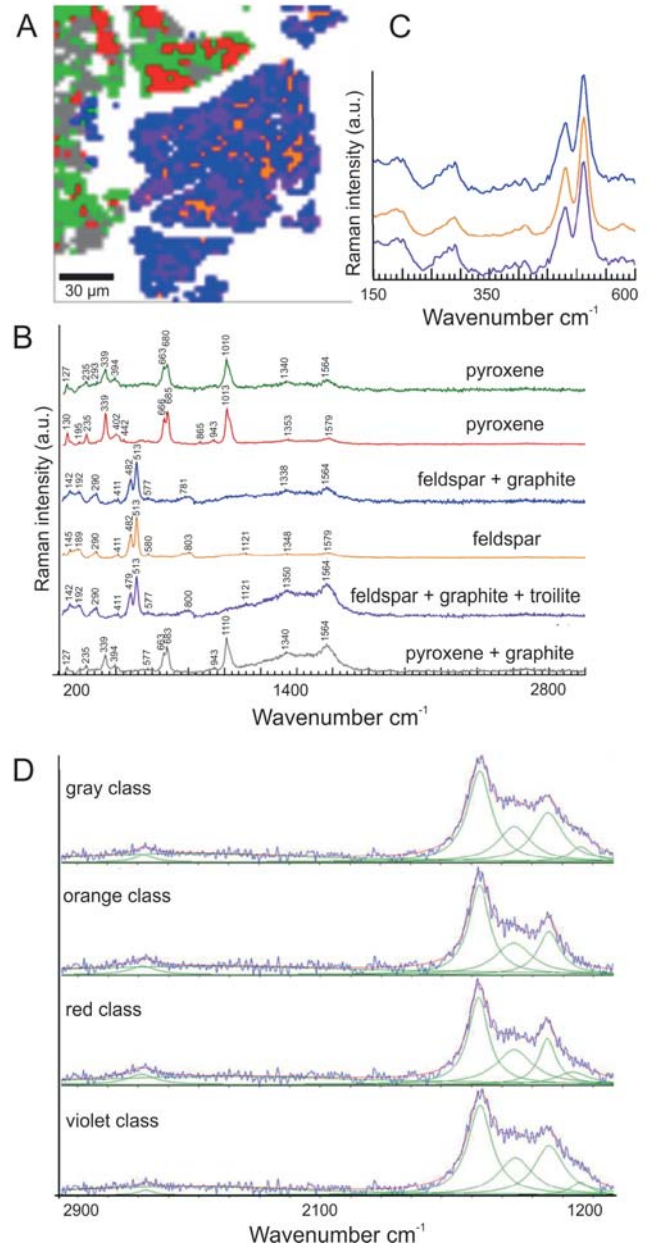 A
C
30 µm
Raman intensity (a.u.)
150 350 600
Wavenumber cm-1
B
Raman intensity (a.u.)
127 235 293 339 394 663 680 1010 1340 1564
pyroxene
130 195 235 339 402 442 666 685 865 943 1013 1353 1579
pyroxene
142 192 290 411 482 513 577 781 1338 1564
feldspar + graphite
145 189 290 411 482 513 580 803 1121 1348 1579
feldspar
142 192 290 411 479 513 577 800 1121 1350 1564
feldspar + graphite + troilite
127 235 339 394 577 663 683 943 1110 1340 1564
pyroxene + graphite
200 1400 2800
Wavenumber cm-1
D
gray class
orange class
red class
violet class
2900 2100 1200
Wavenumber cm-1